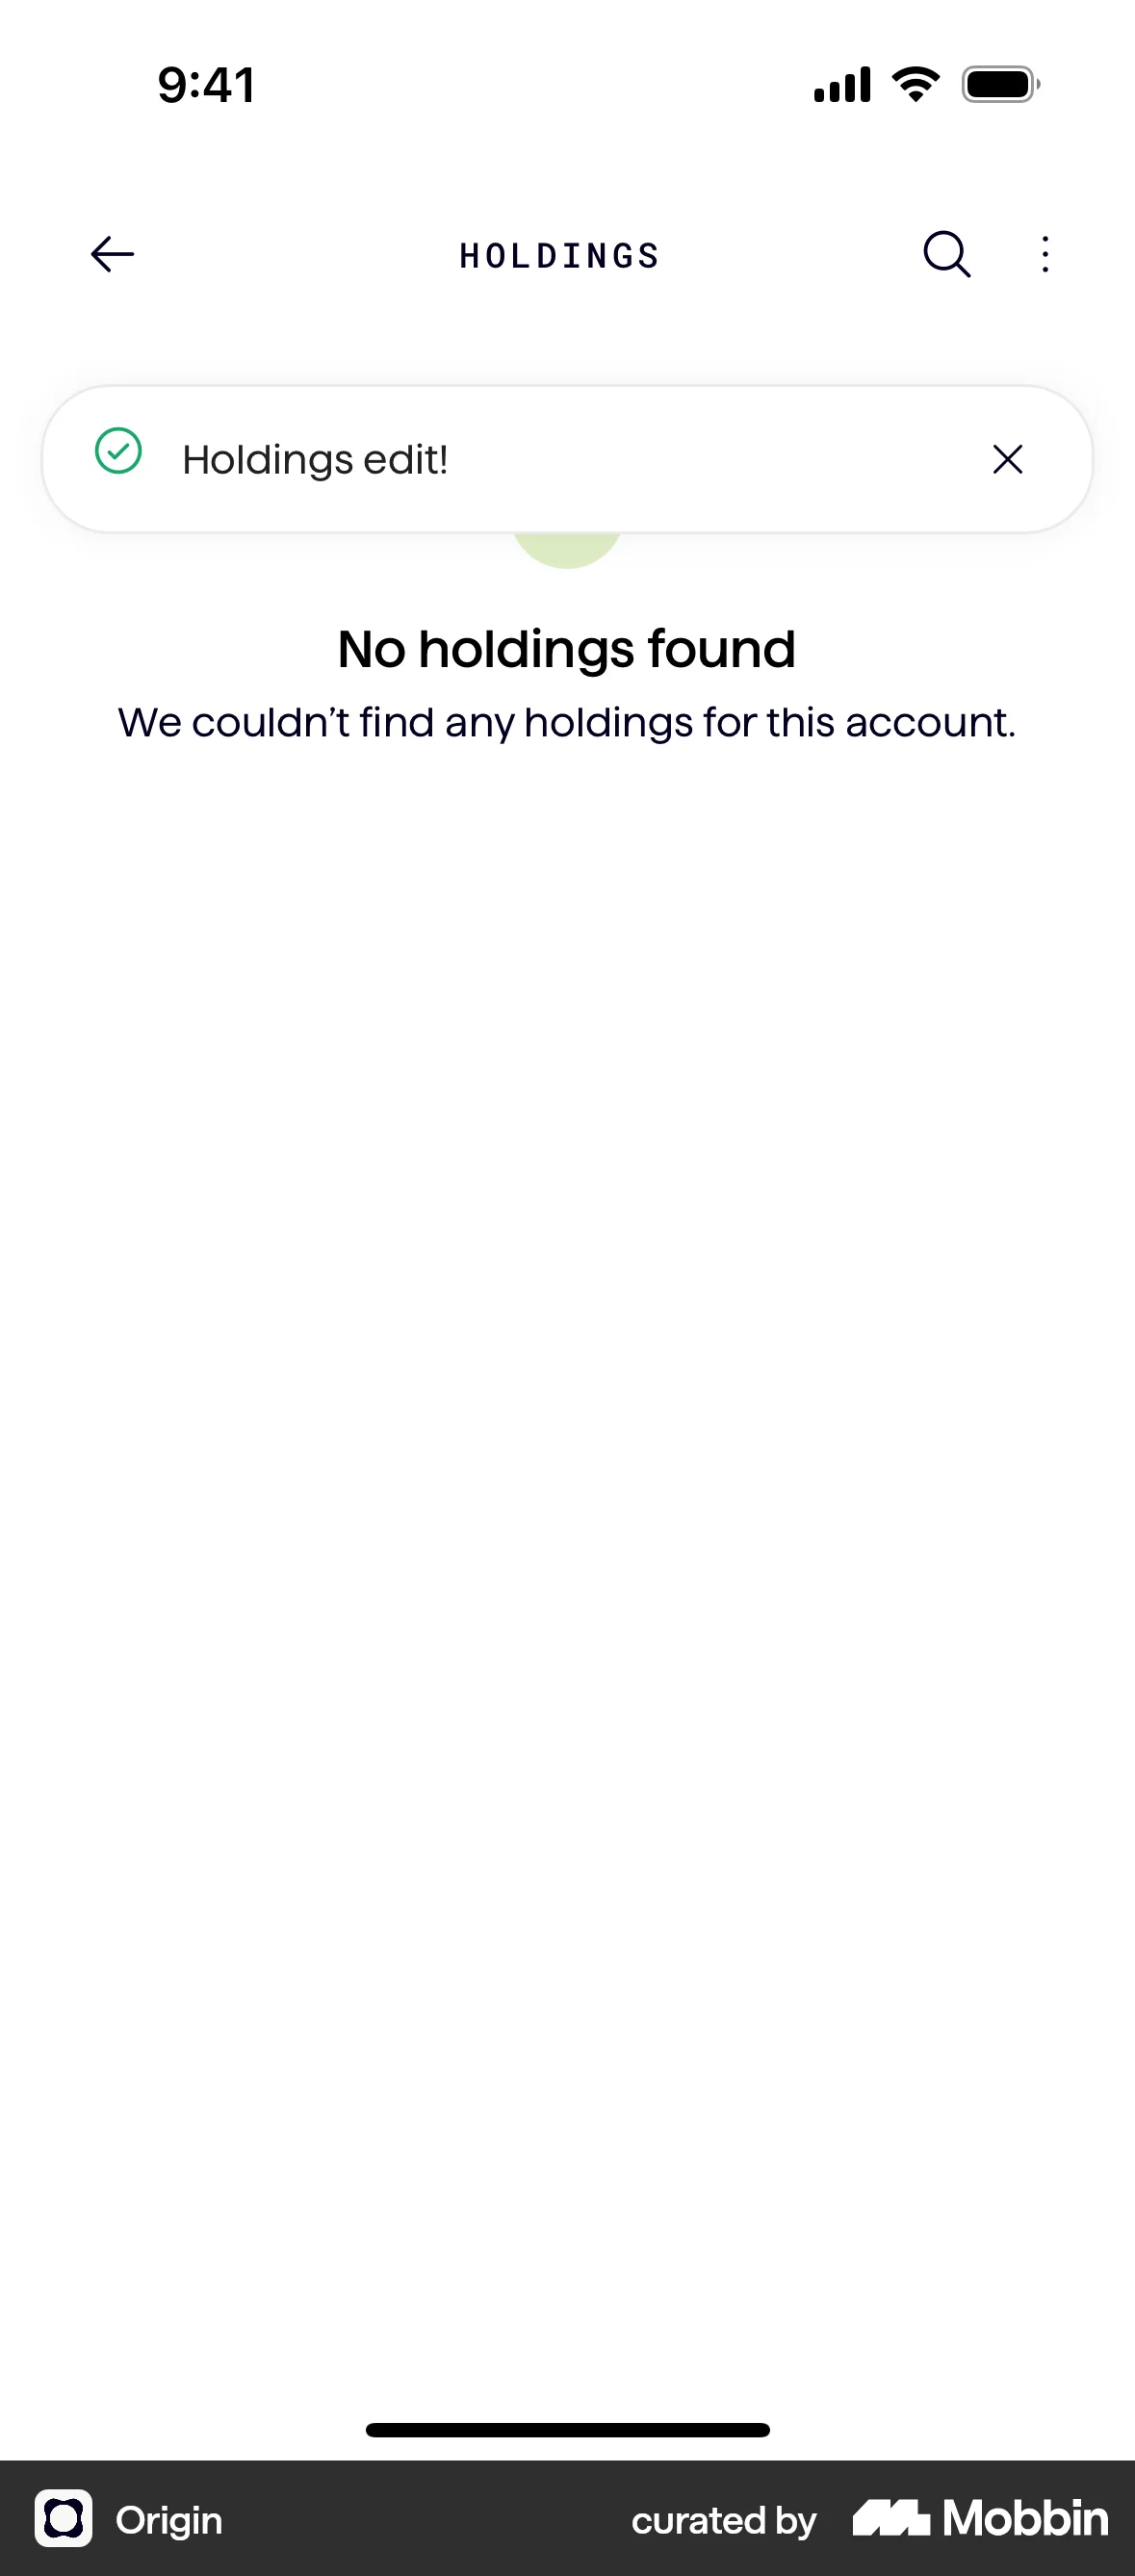 9:41
HOLDINGS
Holdings edit!
No holdings found
We couldn’t find any holdings for this account.
Origin
curated by Mobbin